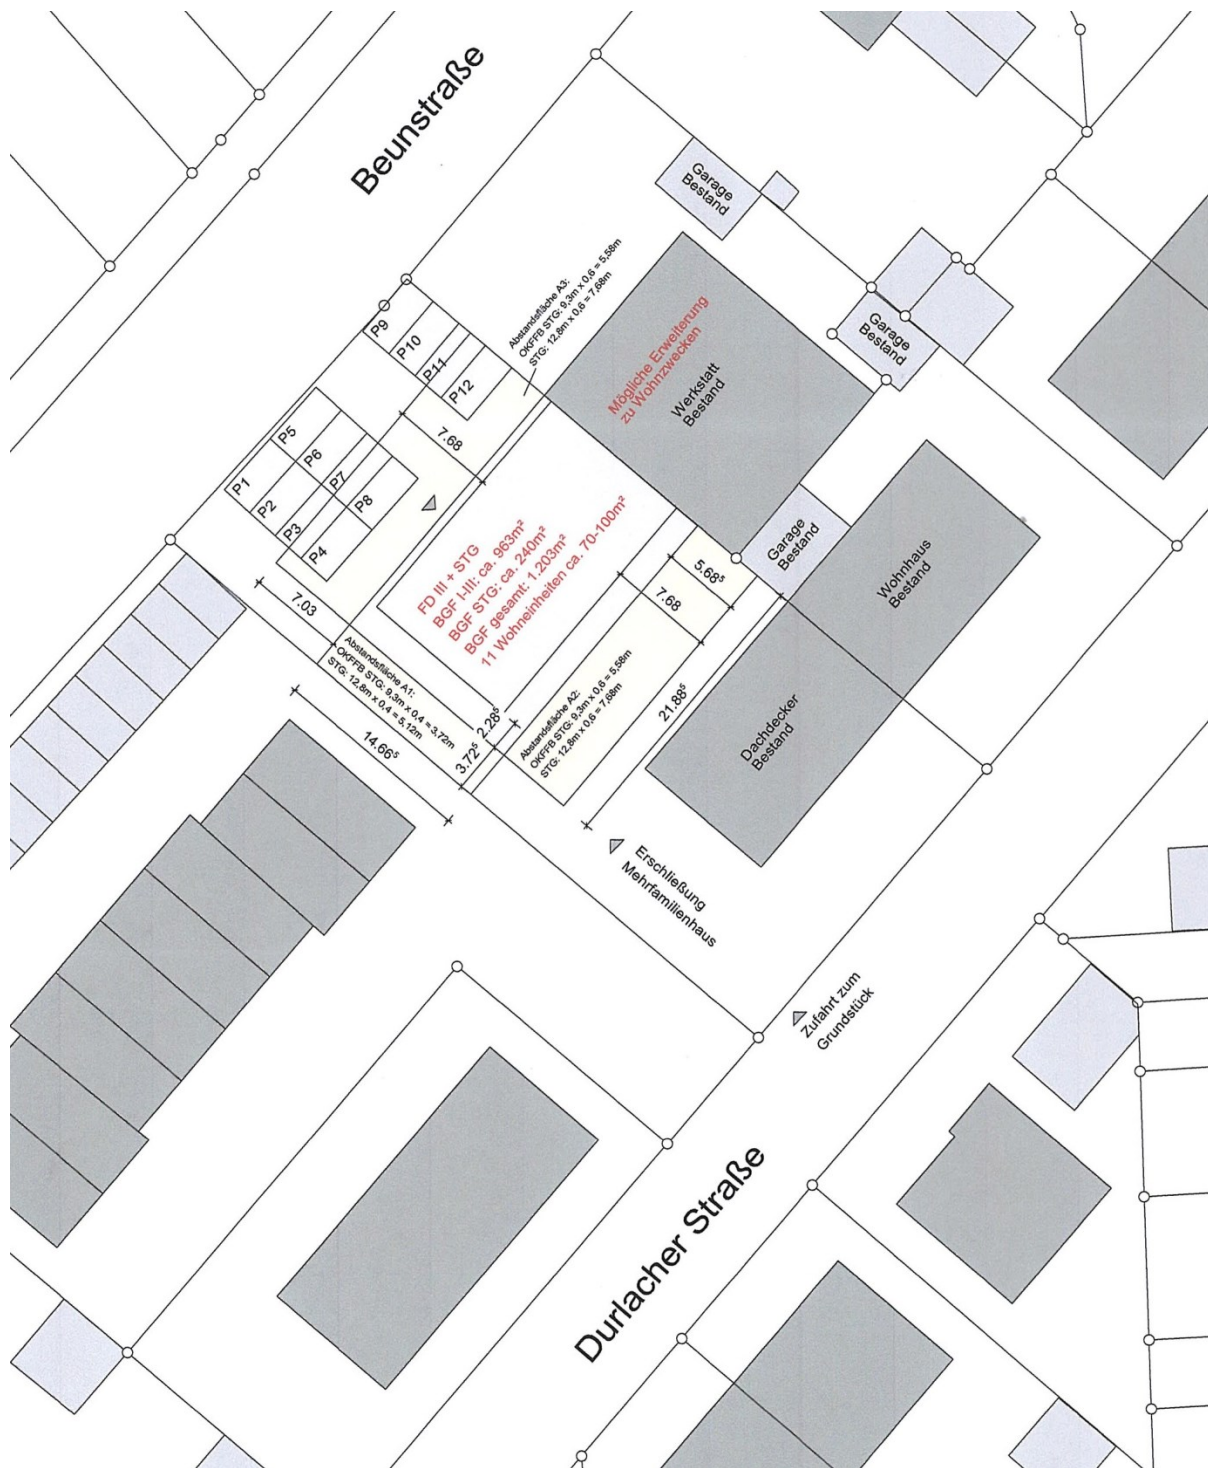 Beunstraße
Garage
Bestand
Abstandsfläche A3:
OKFFB STG: 9,3m x 0,6 = 5,58m
STG: 12,8m x 0,6 = 7,68m
P9
P10
P11
P12
Mögliche Erweiterung
zu Wohnzwecken
Werkstatt
Bestand
Garage
Bestand
P5
P6
P7
P8
P1
P2
P3
P4
7.68
FD III + STG
BGF I-III: ca. 963m²
BGF STG: ca. 240m²
BGF gesamt: 1.203m²
11 Wohneinheiten ca. 70-100m²
Garage
Bestand
Wohnhaus
Bestand
5.68⁵
7.68
7.03
Abstandsfläche A1:
OKFFB STG: 9,3m x 0,4 = 3,72m
STG: 12,8m x 0,4 = 5,12m
14.66⁵
3.72⁵
2.28⁵
Abstandsfläche A2:
OKFFB STG: 9,3m x 0,6 = 5,58m
STG: 12,8m x 0,6 = 7,68m
21.88⁵
Dachdecker
Bestand
Erschließung
Mehrfamilienhaus
Zufahrt zum
Grundstück
Durlacher Straße